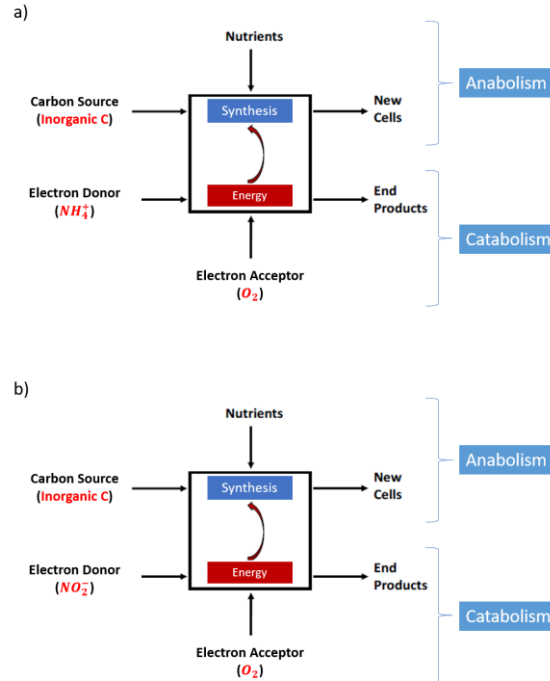 a)
Nutrients
Anabolism
Carbon Source
(Inorganic C)
Synthesis
New
Cells
Electron Donor
(NH₄⁺)
Energy
End
Products
Catabolism
Electron Acceptor
(O₂)
b)
Nutrients
Anabolism
Carbon Source
(Inorganic C)
Synthesis
New
Cells
Electron Donor
(NO₂⁻)
Energy
End
Products
Catabolism
Electron Acceptor
(O₂)